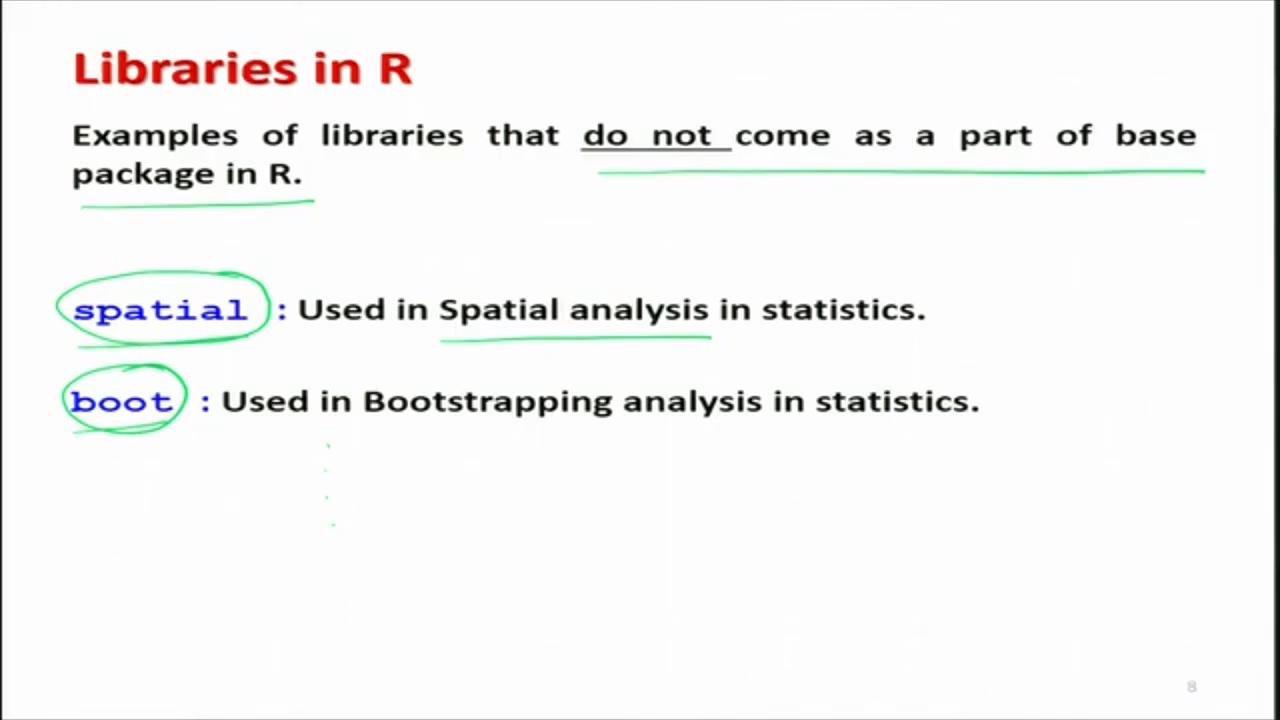 Libraries in R
Examples of libraries that do not come as a part of base
package in R.
spatial : Used in Spatial analysis in statistics.
boot : Used in Bootstrapping analysis in statistics.
8